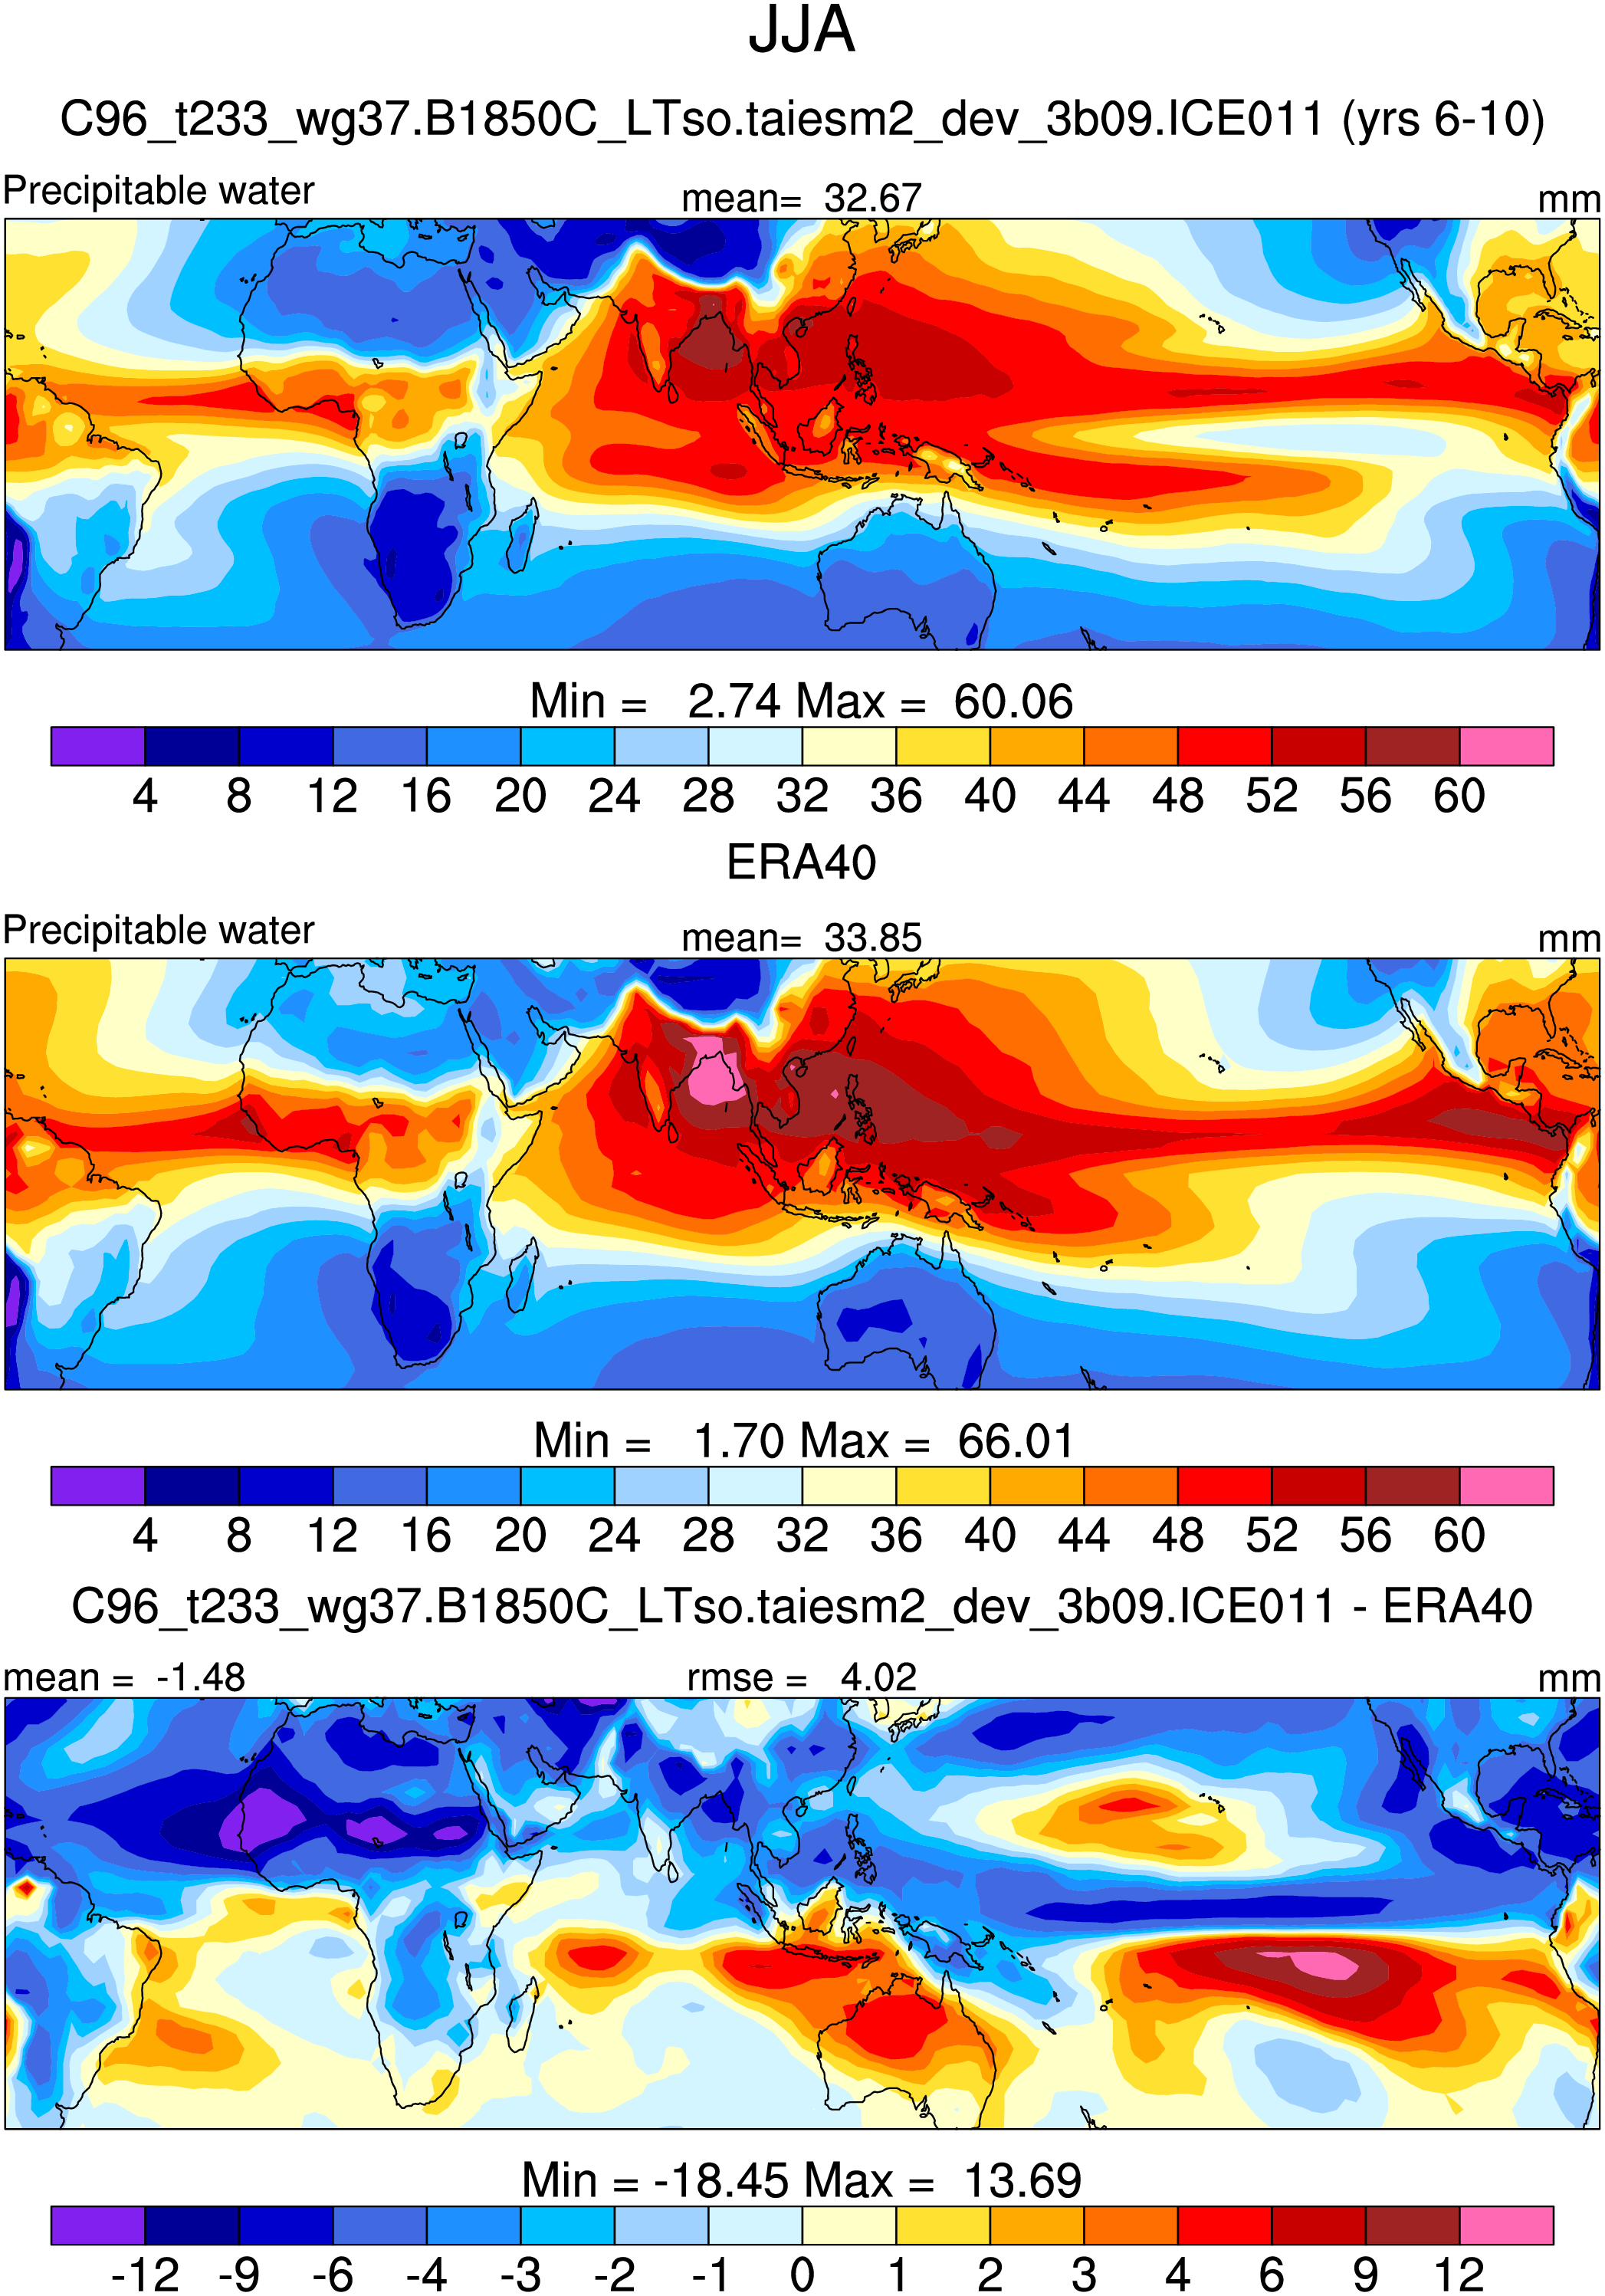 JJA
C96_t233_wg37.B1850C_LTso.taiesm2_dev_3b09.ICE011 (yrs 6-10)
Precipitable water mean= 32.67 mm
Min = 2.74 Max = 60.06
4 8 12 16 20 24 28 32 36 40 44 48 52 56 60
ERA40
Precipitable water mean= 33.85 mm
Min = 1.70 Max = 66.01
4 8 12 16 20 24 28 32 36 40 44 48 52 56 60
C96_t233_wg37.B1850C_LTso.taiesm2_dev_3b09.ICE011 - ERA40
mean = -1.48 rmse = 4.02 mm
Min = -18.45 Max = 13.69
-12 -9 -6 -4 -3 -2 -1 0 1 2 3 4 6 9 12